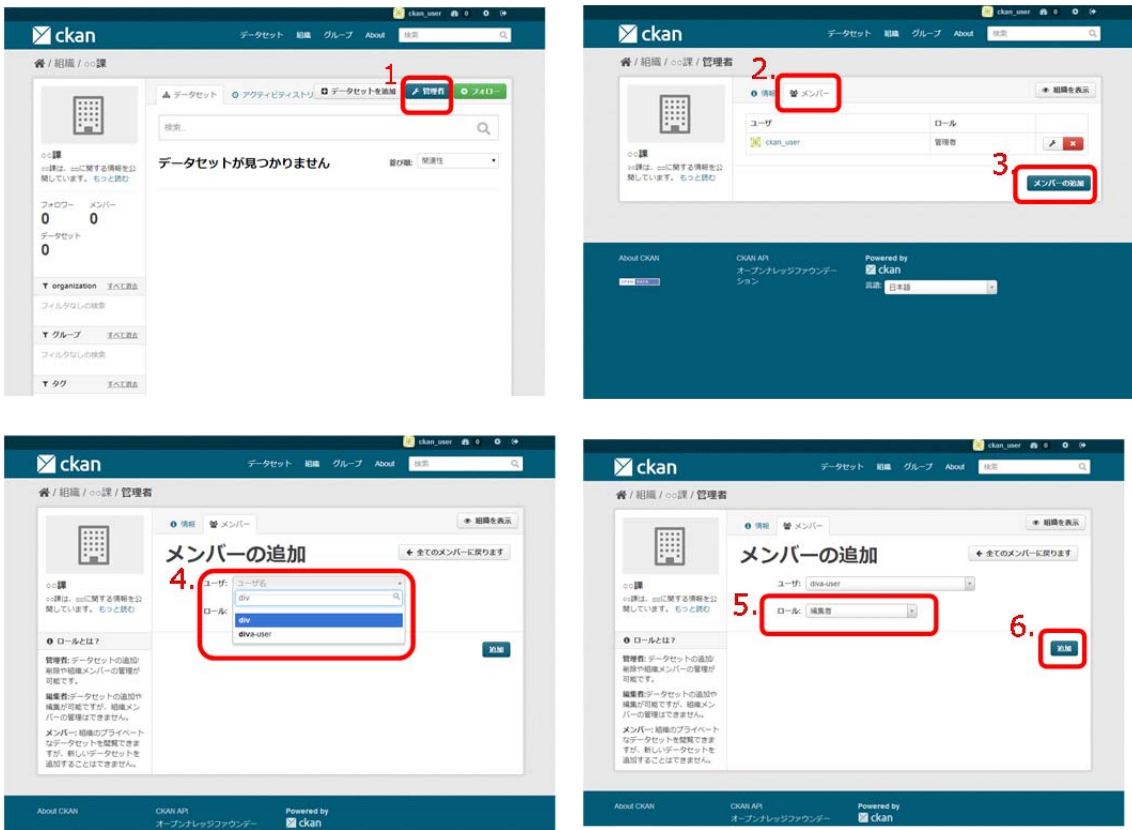 ckan_user 0
ckan
データセット 組織 グループ About 検索
/ 組織 / ○○課
1
データセット アクティビティストリ データセットを追加 管理者 フォロー
検索...
データセットが見つかりません
並び順: 関連性
○○課
○○課は、□□に関する情報を公
開しています。 もっと読む
フォロワー メンバー
0 0
データセット
0
organization すべて消去
フィルタなしの検索
グループ すべて消去
フィルタなしの検索
タグ すべて消去
ckan_user 0
ckan
データセット 組織 グループ About 検索
/ 組織 / ○○課 / 管理者
2.
情報 メンバー 組織を表示
ユーザ ロール
ckan_user 管理者
3.
メンバーの追加
○○課
○○課は、□□に関する情報を公
開しています。 もっと読む
About CKAN
CKAN API
オープンナレッジファウンデー
ション
Powered by
ckan
言語: 日本語
ckan_user 0
ckan
データセット 組織 グループ About 検索
/ 組織 / ○○課 / 管理者
情報 メンバー 組織を表示
メンバーの追加
全てのメンバーに戻ります
4.
ユーザ: ユーザ名
div
ロール:
div
diva-user
追加
○○課
○○課は、□□に関する情報を公
開しています。 もっと読む
ロールとは?
管理者: データセットの追加/
削除や組織メンバーの管理が
可能です。
編集者:データセットの追加や
編集が可能ですが、組織メン
バーの管理はできません。
メンバー: 組織のプライベート
なデータセットを閲覧できま
すが、新しいデータセットを
追加することはできません。
About CKAN
CKAN API
オープンナレッジファウンデー
Powered by
ckan
ckan_user 0
ckan
データセット 組織 グループ About 検索
/ 組織 / ○○課 / 管理者
情報 メンバー 組織を表示
メンバーの追加
全てのメンバーに戻ります
ユーザ: diva-user
5.
ロール: 編集者
6.
追加
○○課
○○課は、□□に関する情報を公
開しています。 もっと読む
ロールとは?
管理者: データセットの追加/
削除や組織メンバーの管理が
可能です。
編集者:データセットの追加や
編集が可能ですが、組織メン
バーの管理はできません。
メンバー: 組織のプライベート
なデータセットを閲覧できま
すが、新しいデータセットを
追加することはできません。
About CKAN
CKAN API
オープンナレッジファウンデー
Powered by
ckan